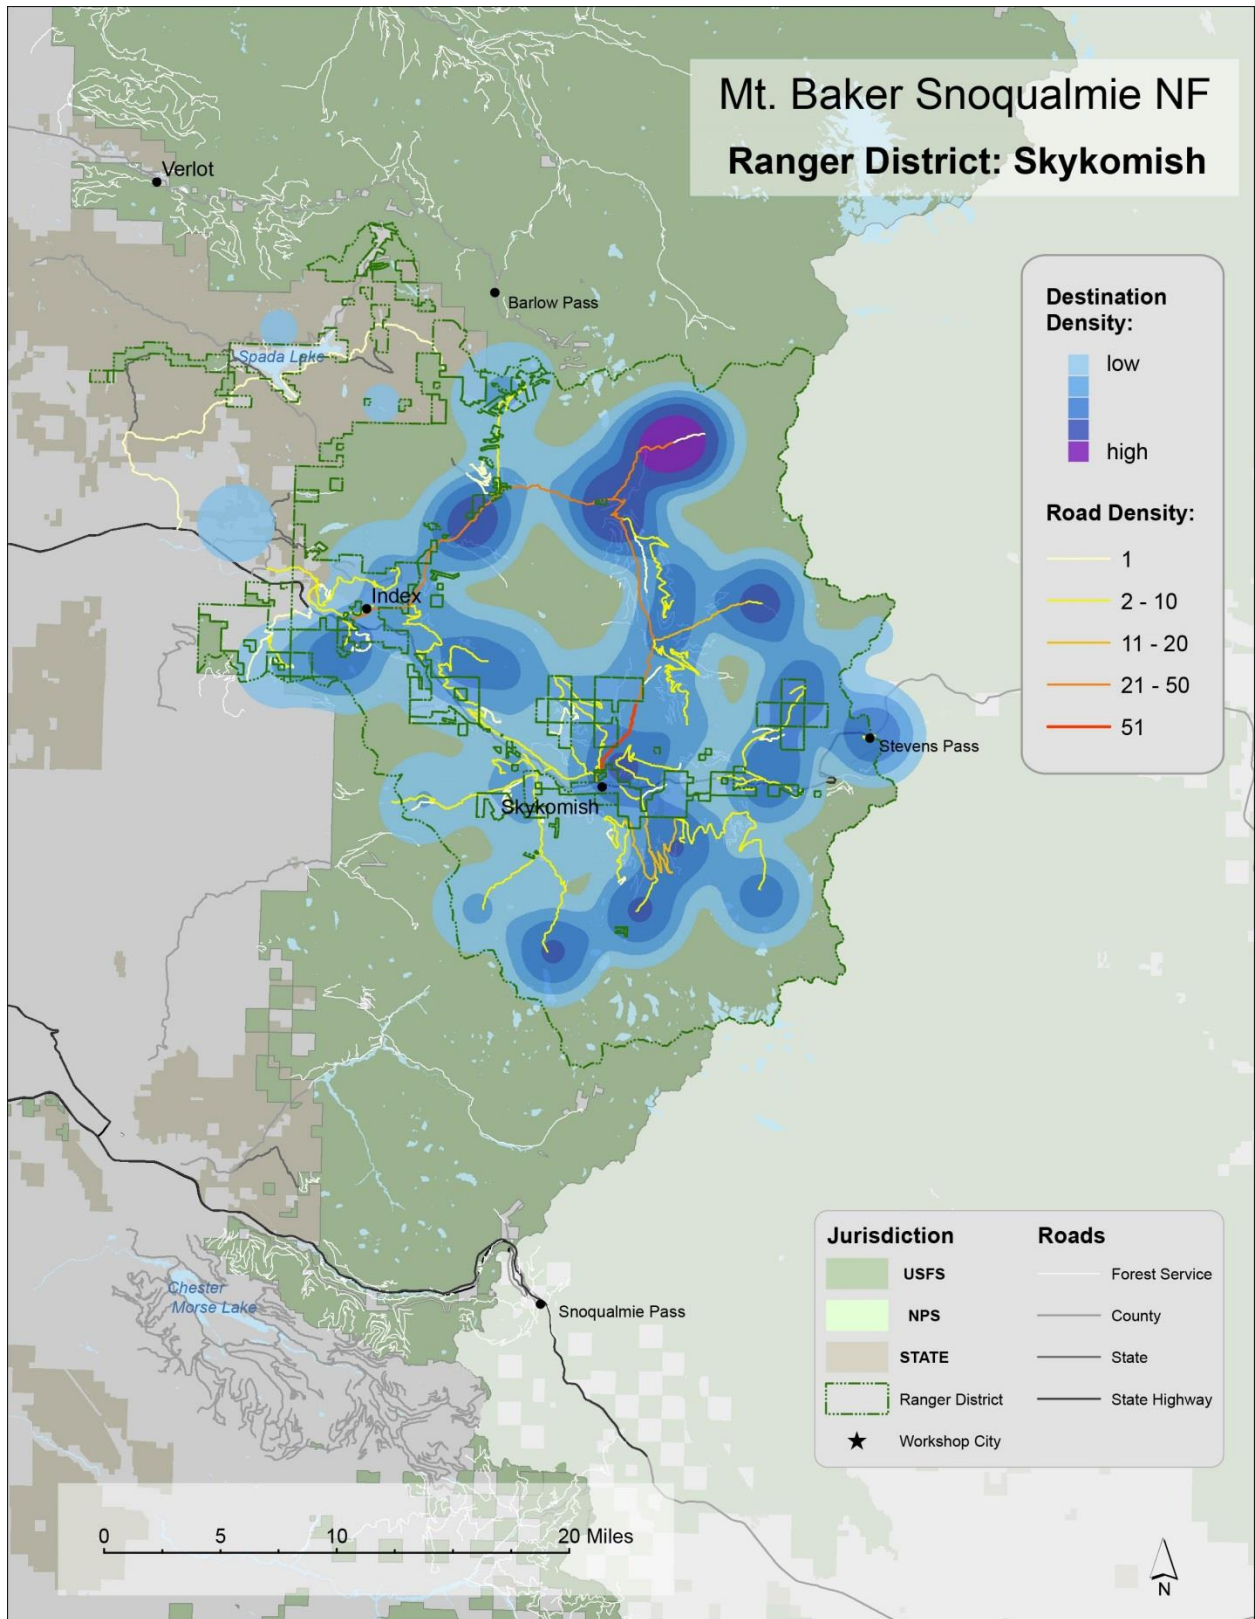 Mt. Baker Snoqualmie NF
Ranger District: Skykomish
Verlot
Barlow Pass
Spada Lake
Destination
Density:
low
high
Road Density:
1
2 - 10
11 - 20
21 - 50
51
Index
Stevens Pass
Skykomish
Chester
Morse Lake
Snoqualmie Pass
Jurisdiction
USFS
NPS
STATE
Ranger District
Workshop City
Roads
Forest Service
County
State
State Highway
0 5 10 20 Miles
N